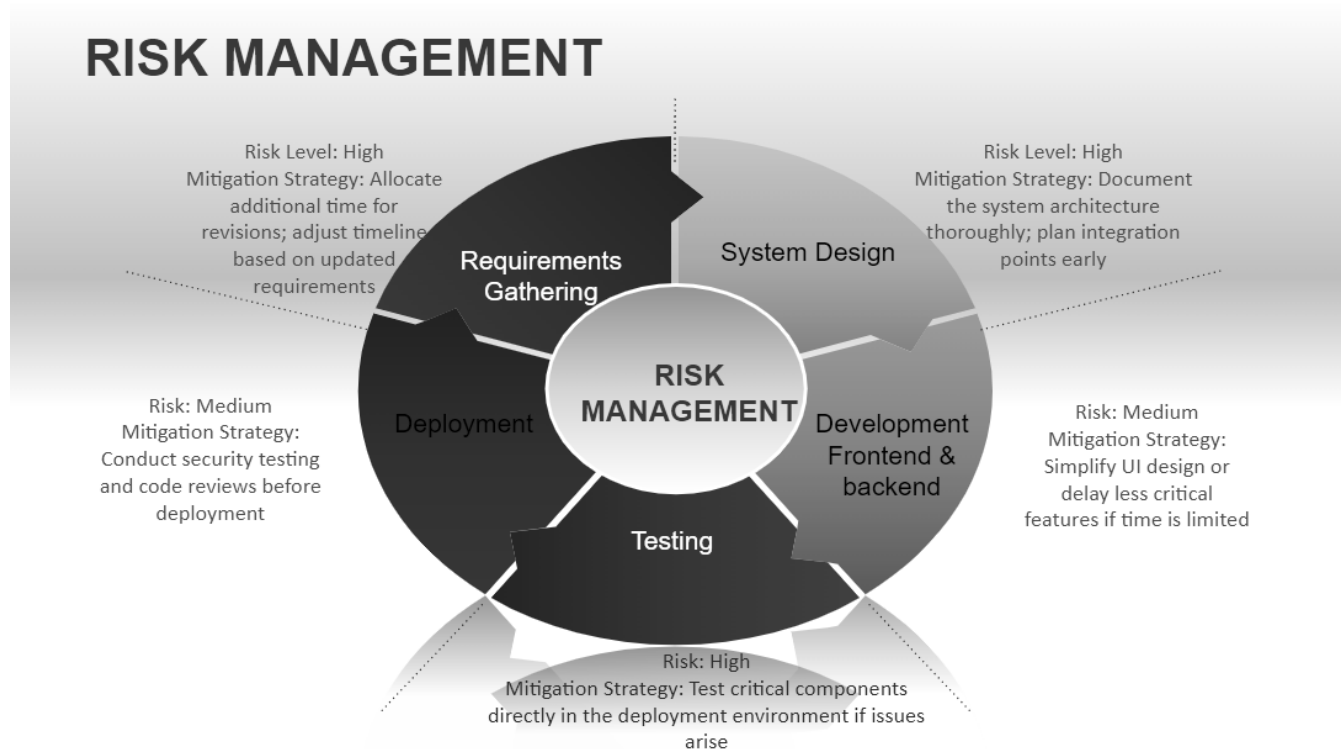 RISK MANAGEMENT
Risk Level: High
Mitigation Strategy: Allocate
additional time for
revisions; adjust timeline
based on updated
requirements
Risk Level: High
Mitigation Strategy: Document
the system architecture
thoroughly; plan integration
points early
Requirements
Gathering
System Design
RISK
MANAGEMENT
Deployment
Development
Frontend &
backend
Testing
Risk: Medium
Mitigation Strategy:
Conduct security testing
and code reviews before
deployment
Risk: Medium
Mitigation Strategy:
Simplify UI design or
delay less critical
features if time is limited
Risk: High
Mitigation Strategy: Test critical components
directly in the deployment environment if issues
arise